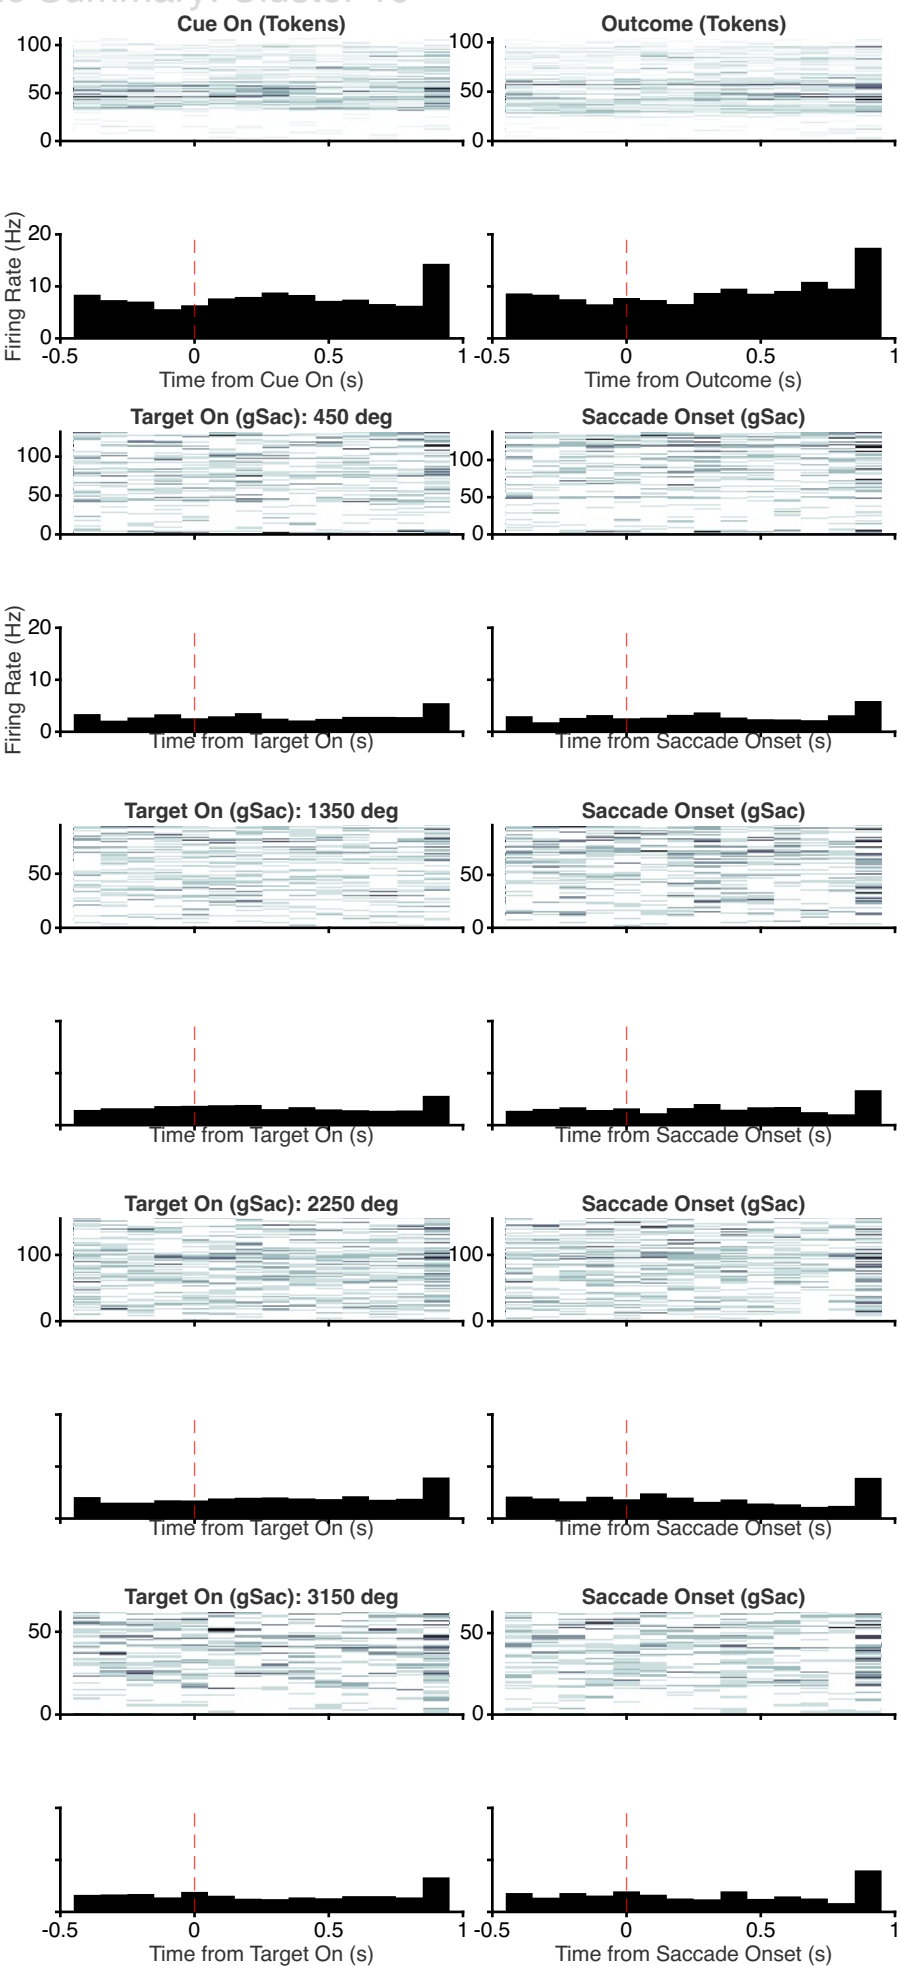 Summary: Cluster
Cue On (Tokens) Outcome (Tokens)
100 100
50 50
0 0
Firing Rate (Hz)
20
10
0
-0.5 0 0.5 1 -0.5 0 0.5 1
Time from Cue On (s) Time from Outcome (s)
Target On (gSac): 450 deg Saccade Onset (gSac)
100 100
50 50
0 0
Firing Rate (Hz)
20
10
0
Time from Target On (s) Time from Saccade Onset (s)
Target On (gSac): 1350 deg Saccade Onset (gSac)
50 50
0 0
Time from Target On (s) Time from Saccade Onset (s)
Target On (gSac): 2250 deg Saccade Onset (gSac)
100 100
0 0
Time from Target On (s) Time from Saccade Onset (s)
Target On (gSac): 3150 deg Saccade Onset (gSac)
50 50
0 0
-0.5 0 0.5 1 -0.5 0 0.5 1
Time from Target On (s) Time from Saccade Onset (s)